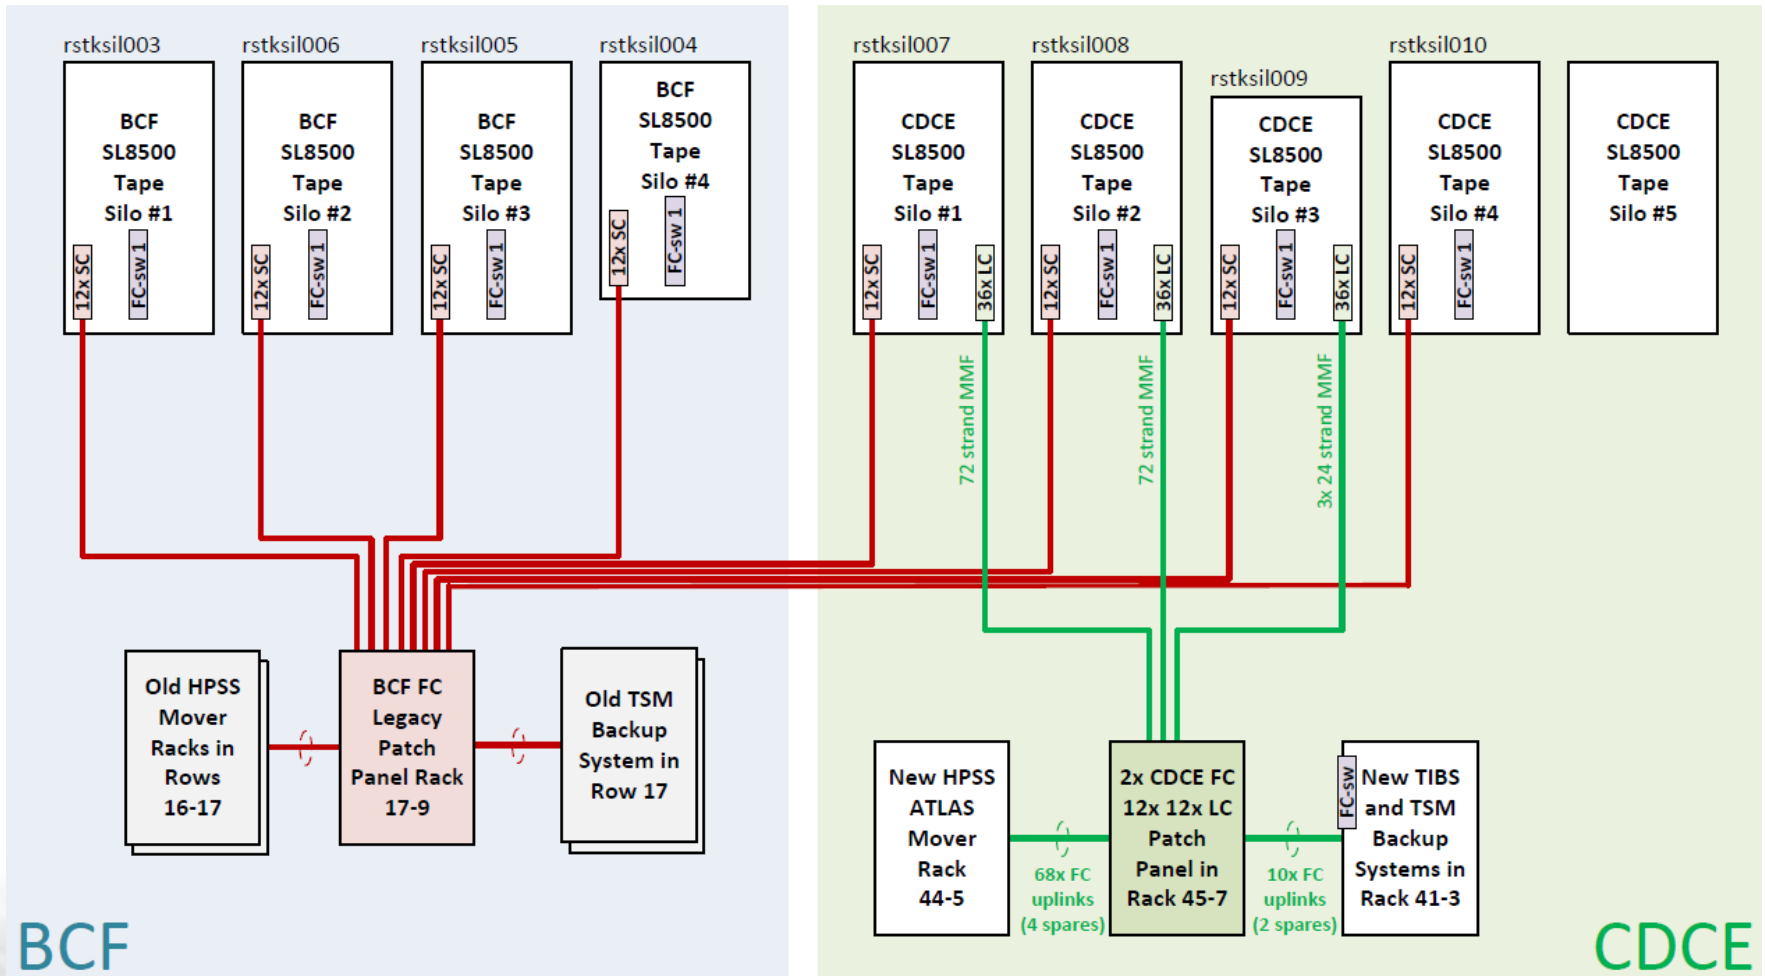 rstksil003
BCF
SL8500
Tape
Silo #1
12x SC
FC-sw 1
rstksil006
BCF
SL8500
Tape
Silo #2
12x SC
FC-sw 1
rstksil005
BCF
SL8500
Tape
Silo #3
12x SC
FC-sw 1
rstksil004
BCF
SL8500
Tape
Silo #4
12x SC
FC-sw 1
rstksil007
CDCE
SL8500
Tape
Silo #1
12x SC
FC-sw 1
36x LC
rstksil008
CDCE
SL8500
Tape
Silo #2
12x SC
FC-sw 1
36x LC
rstksil009
CDCE
SL8500
Tape
Silo #3
12x SC
FC-sw 1
36x LC
rstksil010
CDCE
SL8500
Tape
Silo #4
12x SC
FC-sw 1
CDCE
SL8500
Tape
Silo #5
72 strand MMF
72 strand MMF
3x 24 strand MMF
Old HPSS
Mover
Racks in
Rows
16-17
BCF FC
Legacy
Patch
Panel Rack
17-9
Old TSM
Backup
System in
Row 17
New HPSS
ATLAS
Mover
Rack
44-5
68x FC
uplinks
(4 spares)
2x CDCE FC
12x 12x LC
Patch
Panel in
Rack 45-7
10x FC
uplinks
(2 spares)
FC-sw
New TIBS
and TSM
Backup
Systems in
Rack 41-3
BCF
CDCE